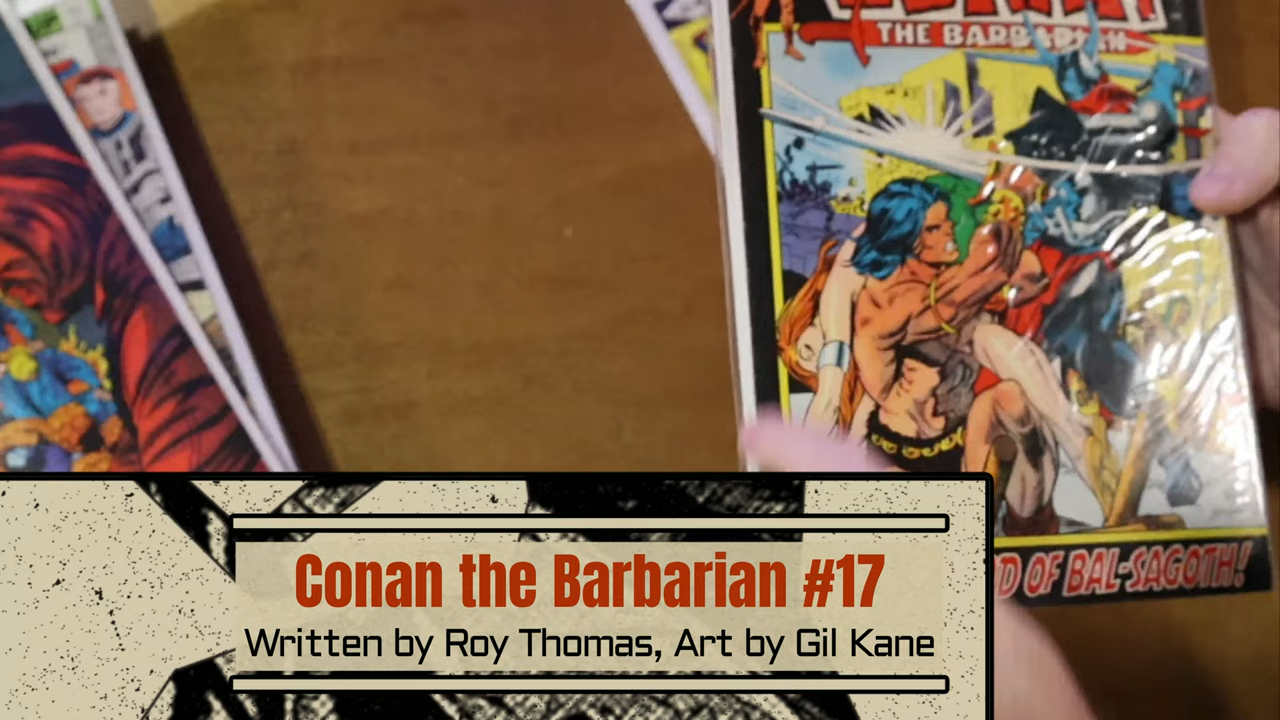 THE BARBARIAN
D OF BAL-SAGOTH!
Conan the Barbarian #17
Written by Roy Thomas, Art by Gil Kane